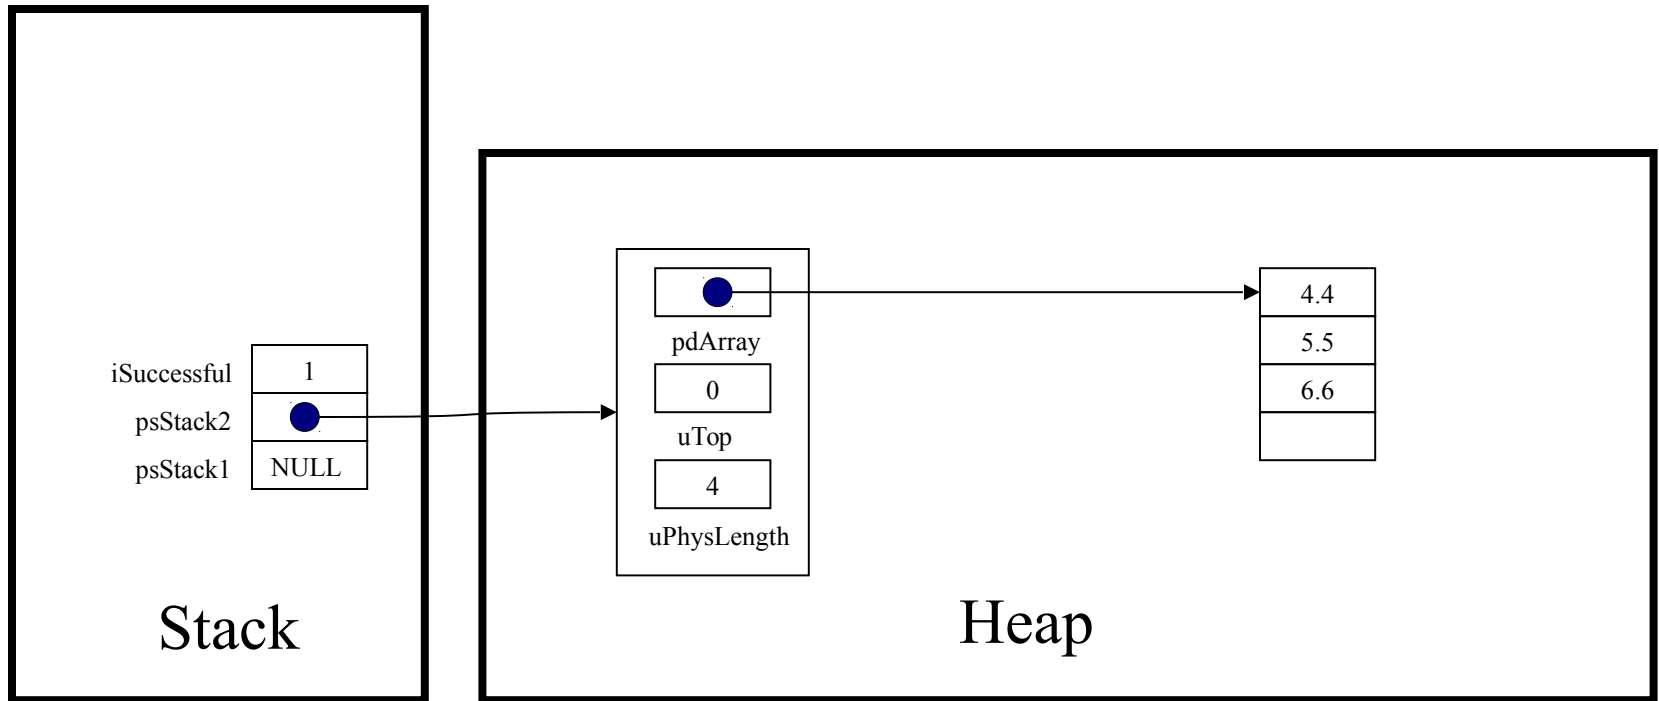 iSuccessful 1
psStack2
psStack1 NULL
Stack
pdArray
0
uTop
4
uPhysLength
4.4
5.5
6.6
Heap